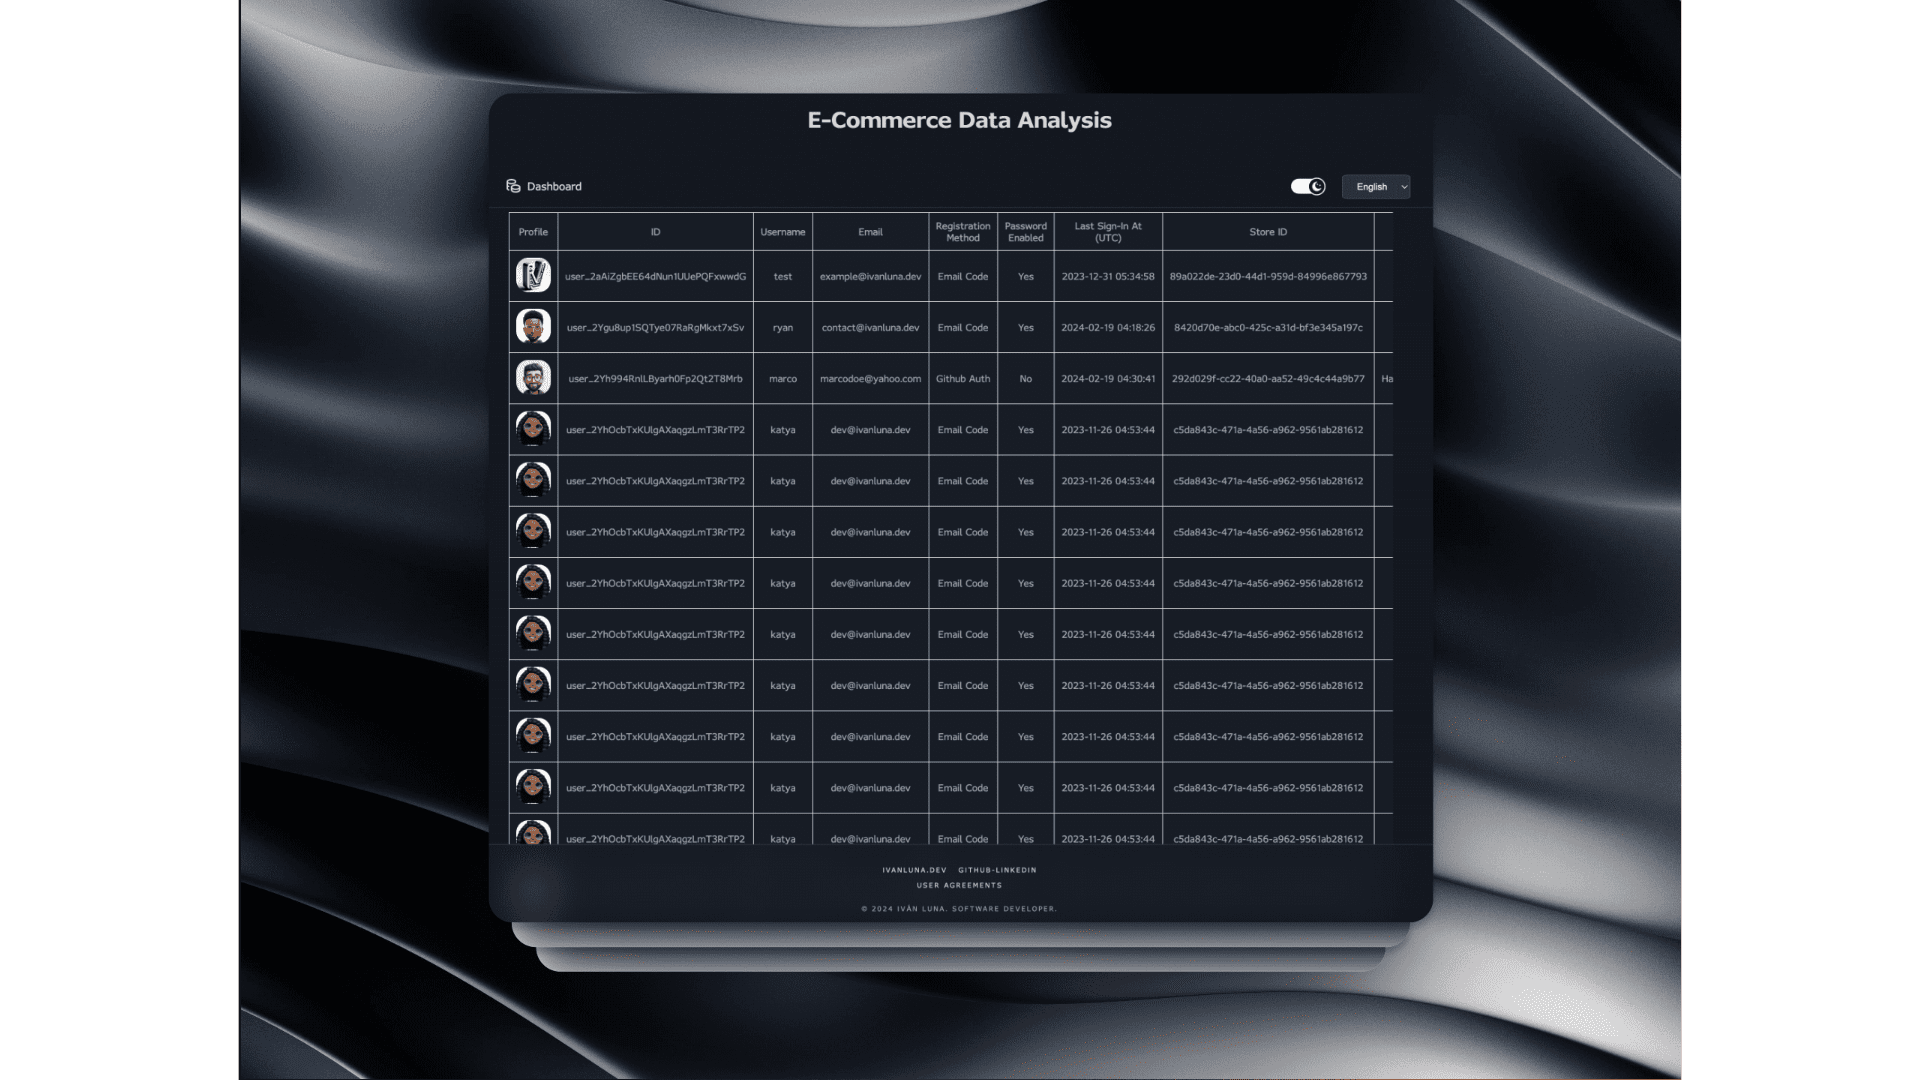 E-Commerce Data Analysis
Dashboard English
Profile ID Username Email Registration Method Password Enabled Last Sign-In At (UTC) Store ID
user_2aAiZgbEE64dNun1UUePQFxwwdG test example@ivanluna.dev Email Code Yes 2023-12-31 05:34:58 89a022de-23d0-44d1-959d-84996e867793
user_2Ygu8up1SQTye07RaRgMkxt7xSv ryan contact@ivanluna.dev Email Code Yes 2024-02-19 04:18:26 8420d70e-abc0-425c-a31d-bf3e345a197c
user_2Yh994RnlLByarh0Fp2Qt2T8Mrb marco marcodoe@yahoo.com Github Auth No 2024-02-19 04:30:41 292d029f-cc22-40a0-aa52-49c4c44a9b77 Ha
user_2YhOcbTxKUlgAXaqgzLmT3RrTP2 katya dev@ivanluna.dev Email Code Yes 2023-11-26 04:53:44 c5da843c-471a-4a56-a962-9561ab281612
user_2YhOcbTxKUlgAXaqgzLmT3RrTP2 katya dev@ivanluna.dev Email Code Yes 2023-11-26 04:53:44 c5da843c-471a-4a56-a962-9561ab281612
user_2YhOcbTxKUlgAXaqgzLmT3RrTP2 katya dev@ivanluna.dev Email Code Yes 2023-11-26 04:53:44 c5da843c-471a-4a56-a962-9561ab281612
user_2YhOcbTxKUlgAXaqgzLmT3RrTP2 katya dev@ivanluna.dev Email Code Yes 2023-11-26 04:53:44 c5da843c-471a-4a56-a962-9561ab281612
user_2YhOcbTxKUlgAXaqgzLmT3RrTP2 katya dev@ivanluna.dev Email Code Yes 2023-11-26 04:53:44 c5da843c-471a-4a56-a962-9561ab281612
user_2YhOcbTxKUlgAXaqgzLmT3RrTP2 katya dev@ivanluna.dev Email Code Yes 2023-11-26 04:53:44 c5da843c-471a-4a56-a962-9561ab281612
user_2YhOcbTxKUlgAXaqgzLmT3RrTP2 katya dev@ivanluna.dev Email Code Yes 2023-11-26 04:53:44 c5da843c-471a-4a56-a962-9561ab281612
user_2YhOcbTxKUlgAXaqgzLmT3RrTP2 katya dev@ivanluna.dev Email Code Yes 2023-11-26 04:53:44 c5da843c-471a-4a56-a962-9561ab281612
user_2YhOcbTxKUlgAXaqgzLmT3RrTP2 katya dev@ivanluna.dev Email Code Yes 2023-11-26 04:53:44 c5da843c-471a-4a56-a962-9561ab281612
IVANLUNA.DEV GITHUB-LINKEDIN
USER AGREEMENTS
© 2024 IVÁN LUNA. SOFTWARE DEVELOPER.